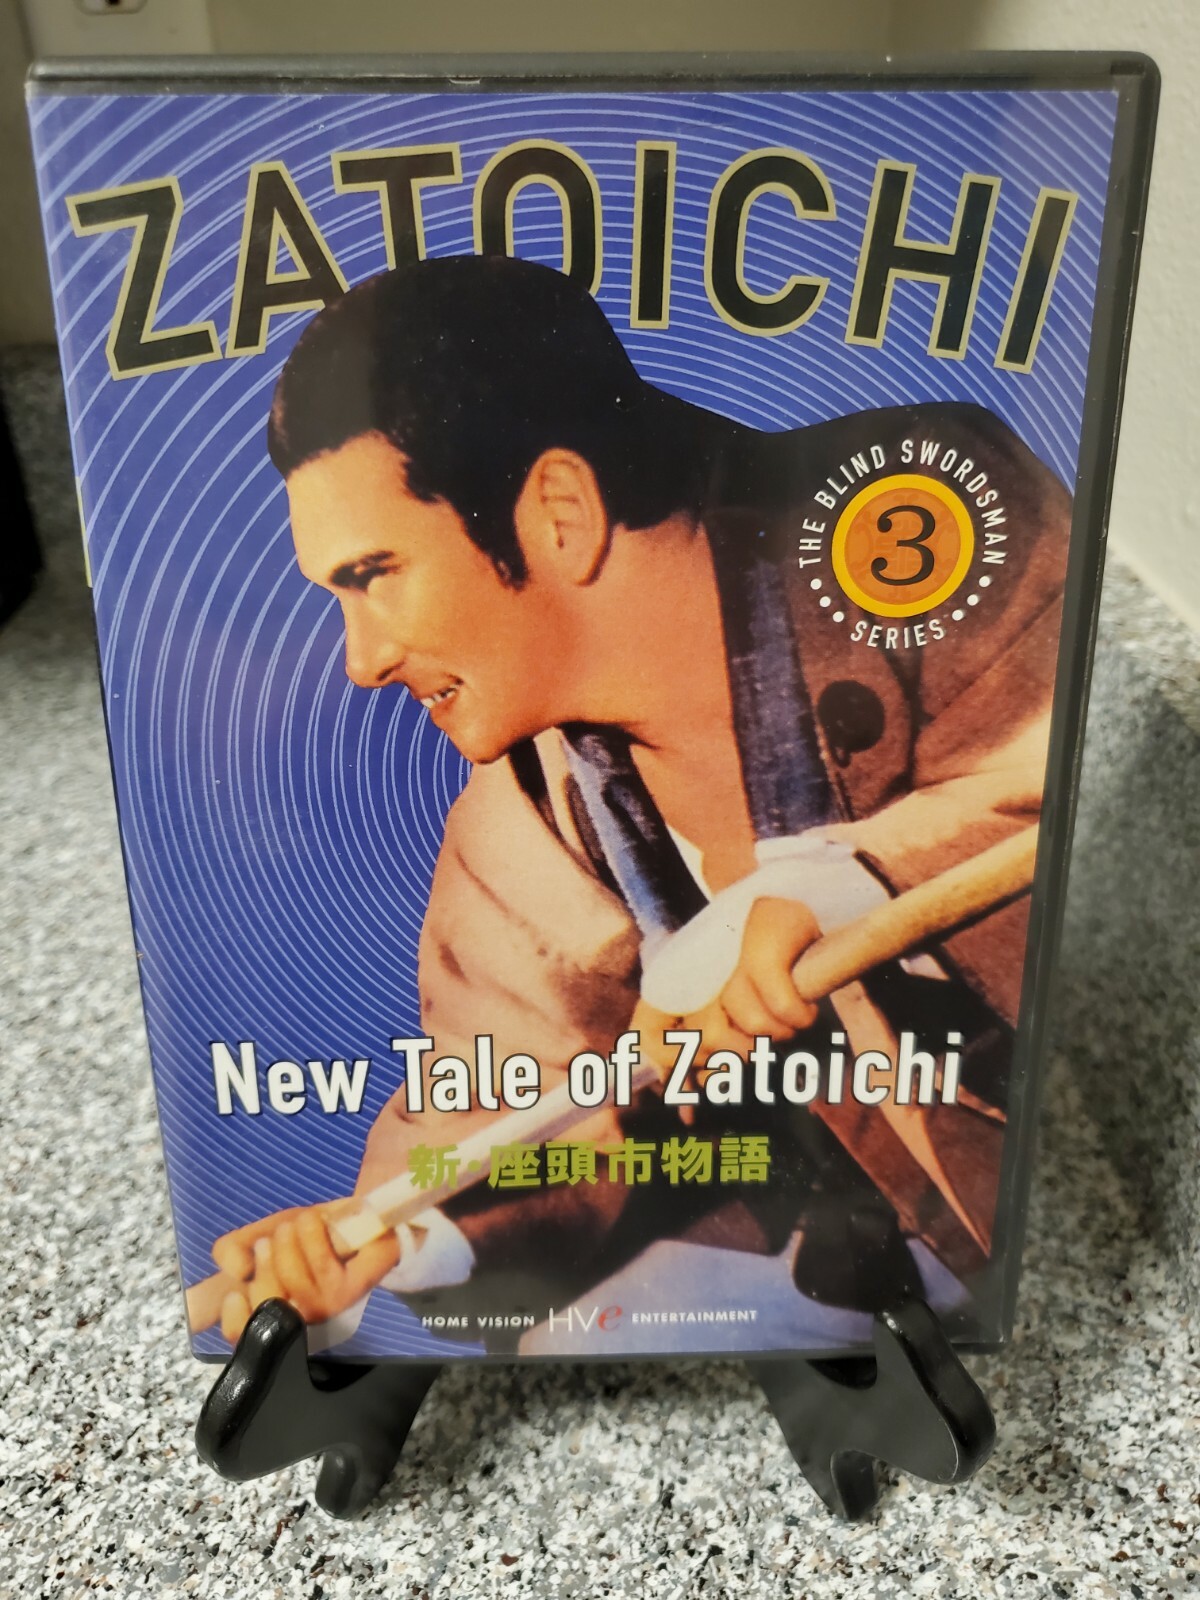 ZATOICHI
THE BLIND SWORDSMAN
3
SERIES
New Tale of Zatoichi
新・座頭市物語
HOME VISION HVe ENTERTAINMENT